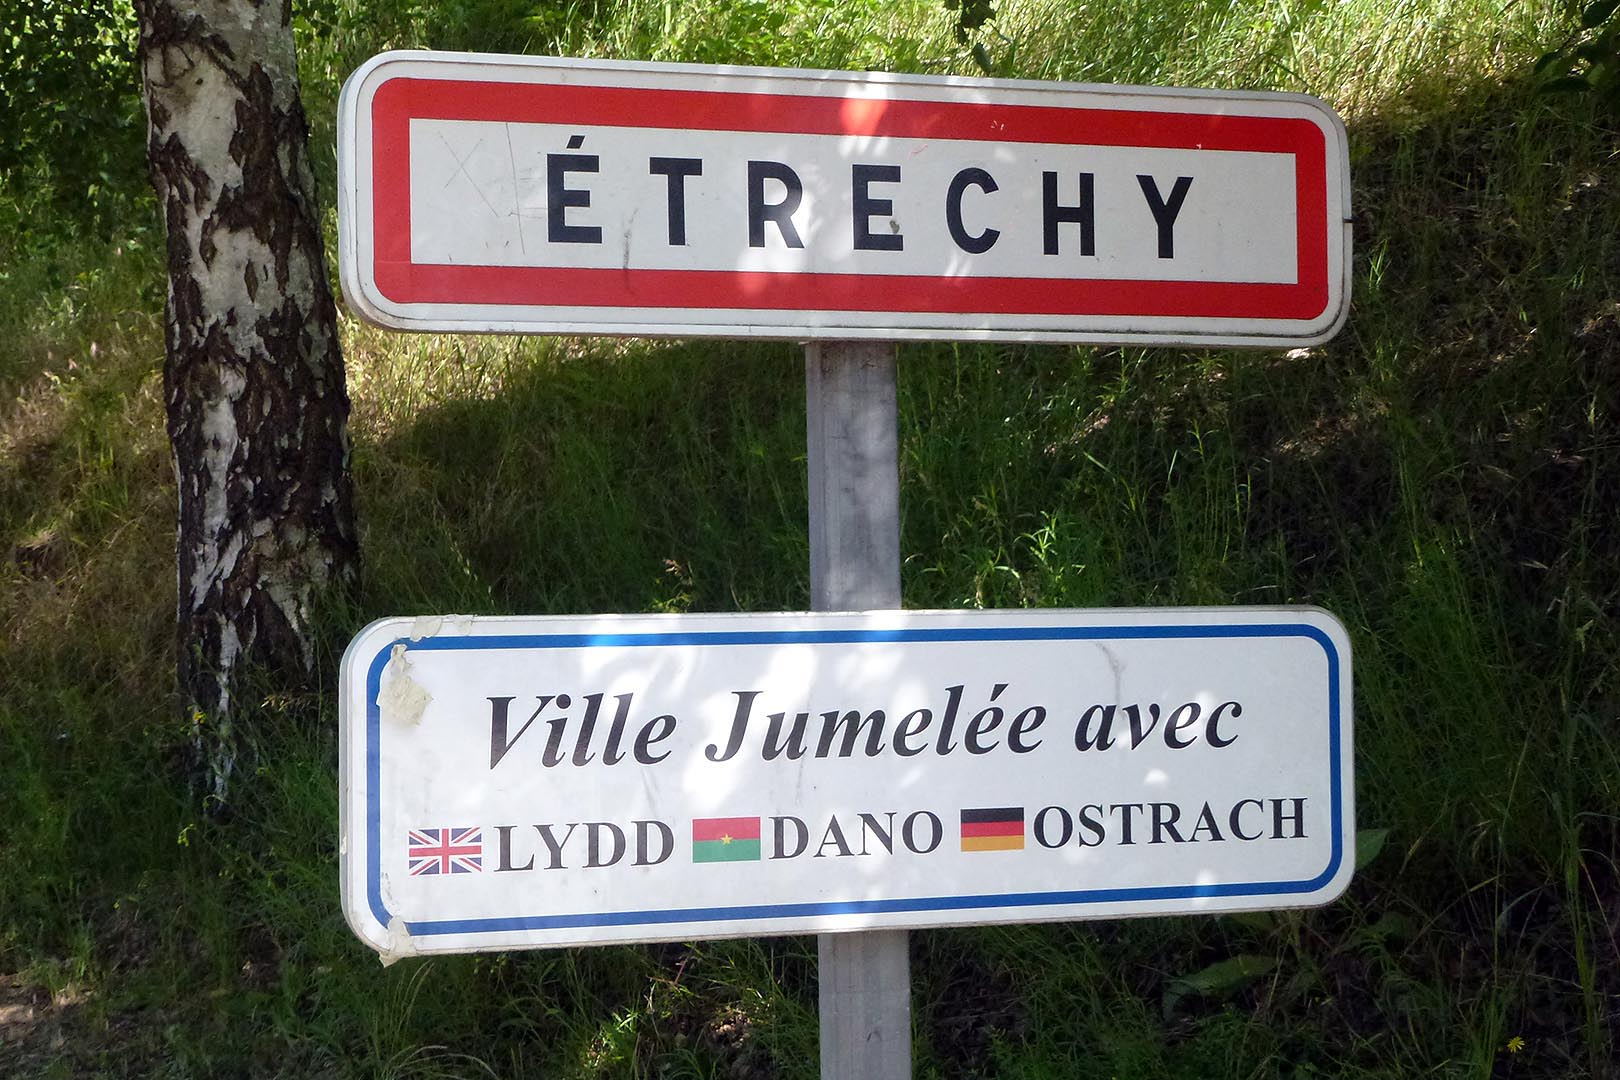 ÉTRECHY
Ville Jumelée avec
LYDD DANO OSTRACH